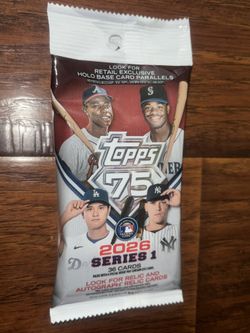 LOOK FOR
RETAIL EXCLUSIVE
HOLO BASE CARD PARALLELS
topps
75
2026
SERIES 1
36 CARDS
LOOK FOR RELIC AND
AUTOGRAPH RELIC CARDS